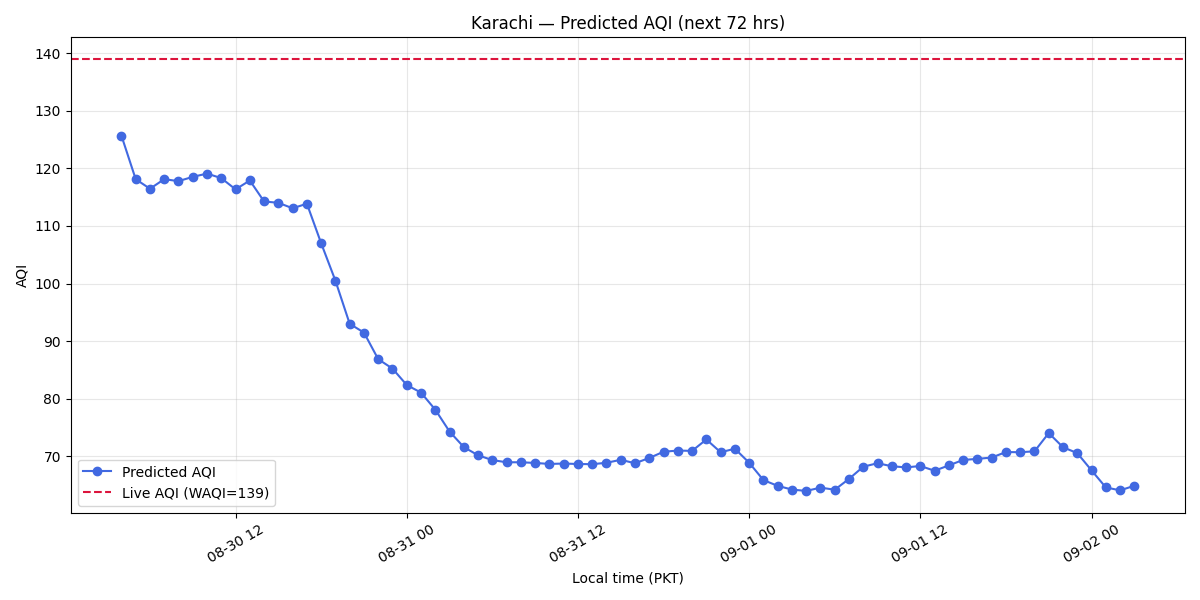 Karachi — Predicted AQI (next 72 hrs)
140
130
120
110
100
90
80
70
AQI
Predicted AQI
Live AQI (WAQI=139)
08-30 12
08-31 00
08-31 12
09-01 00
09-01 12
09-02 00
Local time (PKT)